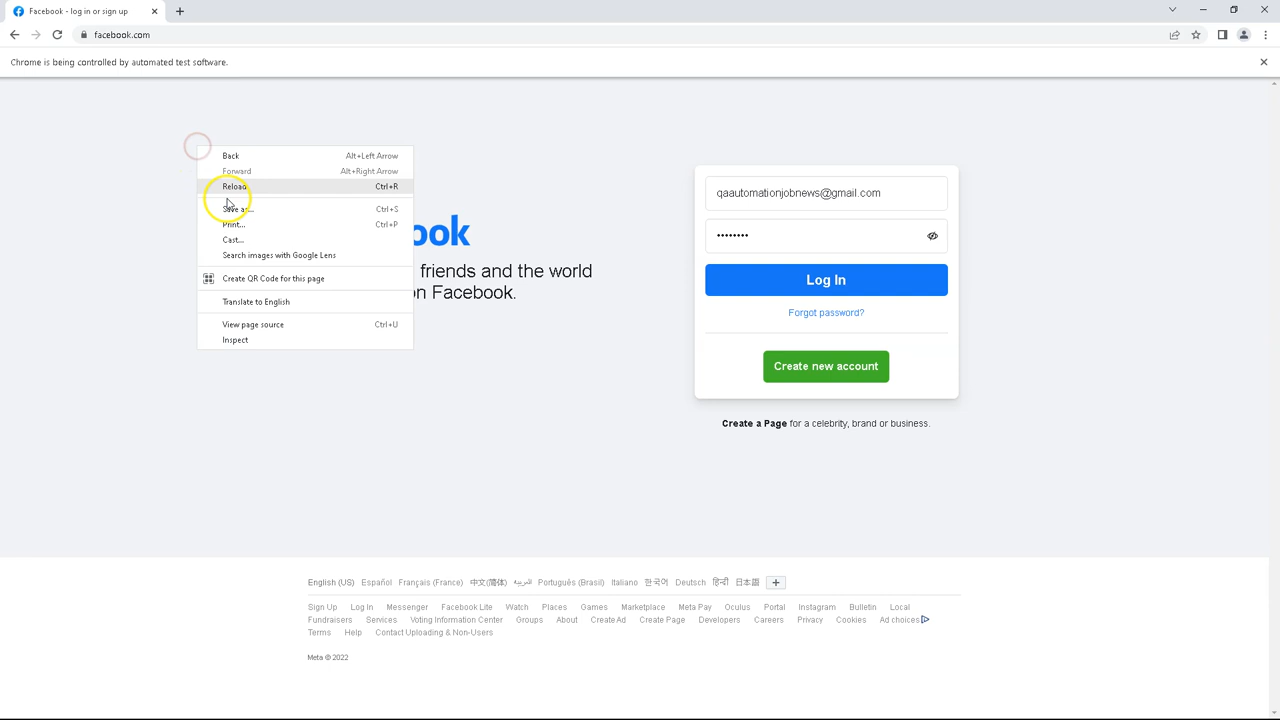 Facebook - log in or sign up
facebook.com
Chrome is being controlled by automated test software.
Back Alt+Left Arrow
Forward Alt+Right Arrow
Reload Ctrl+R
Save as... Ctrl+S
Print... Ctrl+P
Cast...
Search images with Google Lens
Create QR Code for this page
Translate to English
View page source Ctrl+U
Inspect
ook
friends and the world
on Facebook.
qaautomationjobnews@gmail.com
••••••••
Log In
Forgot password?
Create new account
Create a Page for a celebrity, brand or business.
English (US) Español Français (France) 中文(简体) العربية Português (Brasil) Italiano 한국어 Deutsch हिन्दी 日本語
Sign Up Log In Messenger Facebook Lite Watch Places Games Marketplace Meta Pay Oculus Portal Instagram Bulletin Local
Fundraisers Services Voting Information Center Groups About Create Ad Create Page Developers Careers Privacy Cookies Ad choices
Terms Help Contact Uploading & Non-Users
Meta © 2022